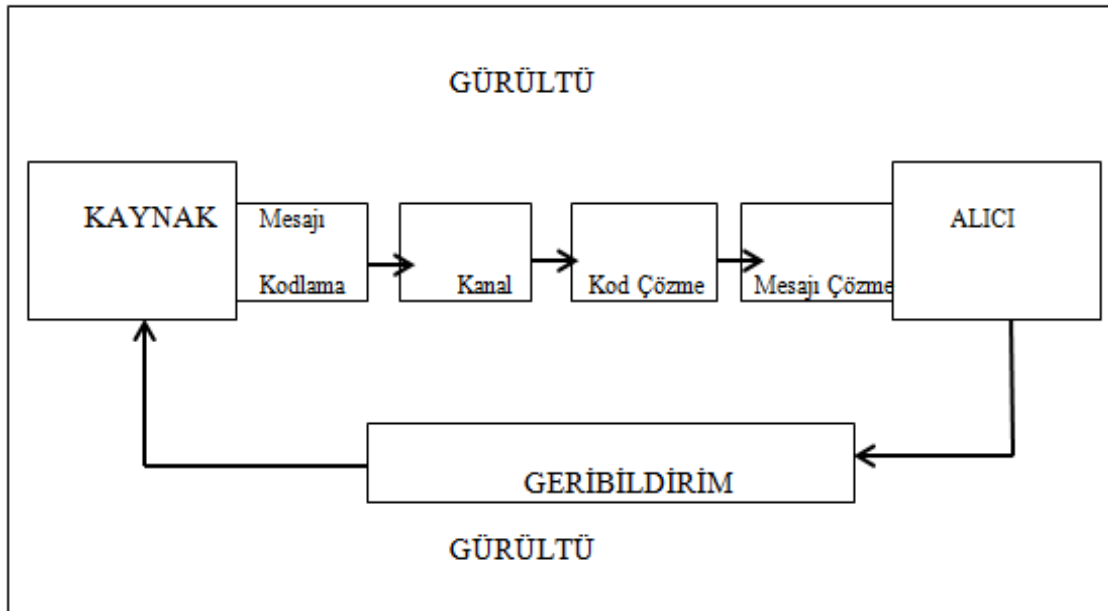 GÜRÜLTÜ
KAYNAK
Mesajı
Kodlama
Kanal
Kod Çözme
Mesajı Çözme
ALICI
GERİBİLDİRİM
GÜRÜLTÜ